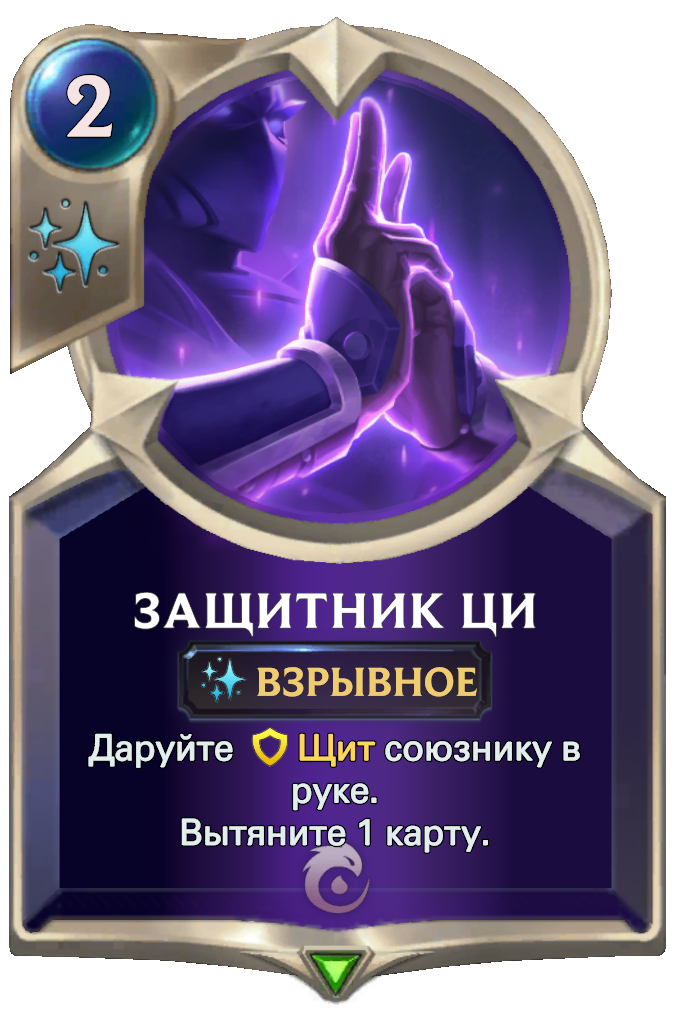 2
ЗАЩИТНИК ЦИ
ВЗРЫВНОЕ
Даруйте Щит союзнику в
руке.
Вытяните 1 карту.